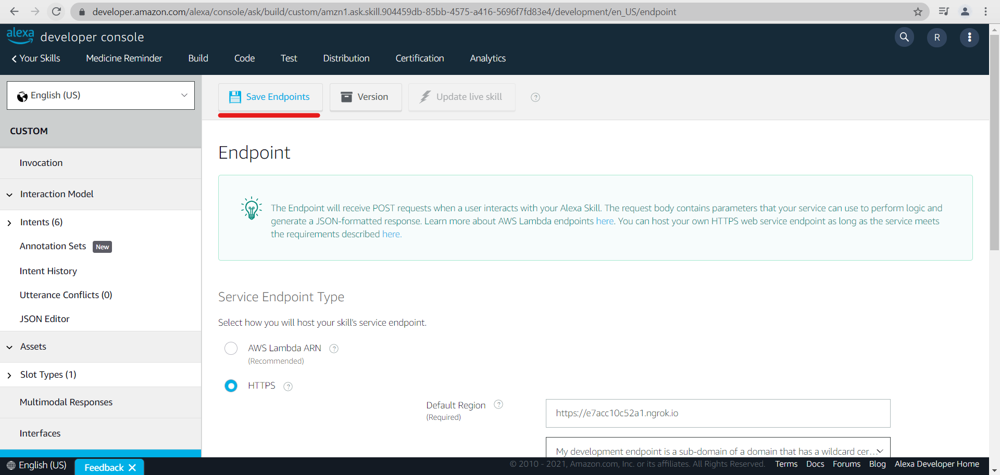 developer.amazon.com/alexa/console/ask/build/custom/amzn1.ask.skill.904459db-85bb-4575-a416-5696f7fd83e4/development/en_US/endpoint
alexa developer console
R
Your Skills Medicine Reminder Build Code Test Distribution Certification Analytics
English (US)
Save Endpoints Version Update live skill ?
CUSTOM
Invocation
Interaction Model
Intents (6)
Annotation Sets New
Intent History
Utterance Conflicts (0)
JSON Editor
Assets
Slot Types (1)
Multimodal Responses
Interfaces
Endpoint
The Endpoint will receive POST requests when a user interacts with your Alexa Skill. The request body contains parameters that your service can use to perform logic and
generate a JSON-formatted response. Learn more about AWS Lambda endpoints here. You can host your own HTTPS web service endpoint as long as the service meets
the requirements described here.
Service Endpoint Type
Select how you will host your skill's service endpoint.
AWS Lambda ARN ?
(Recommended)
HTTPS ?
Default Region ?
(Required)
https://e7acc10c52a1.ngrok.io
My development endpoint is a sub-domain of a domain that has a wildcard cer...
English (US) Feedback
© 2010 - 2021, Amazon.com, Inc. or its affiliates. All Rights Reserved. Terms Docs Forums Blog Alexa Developer Home